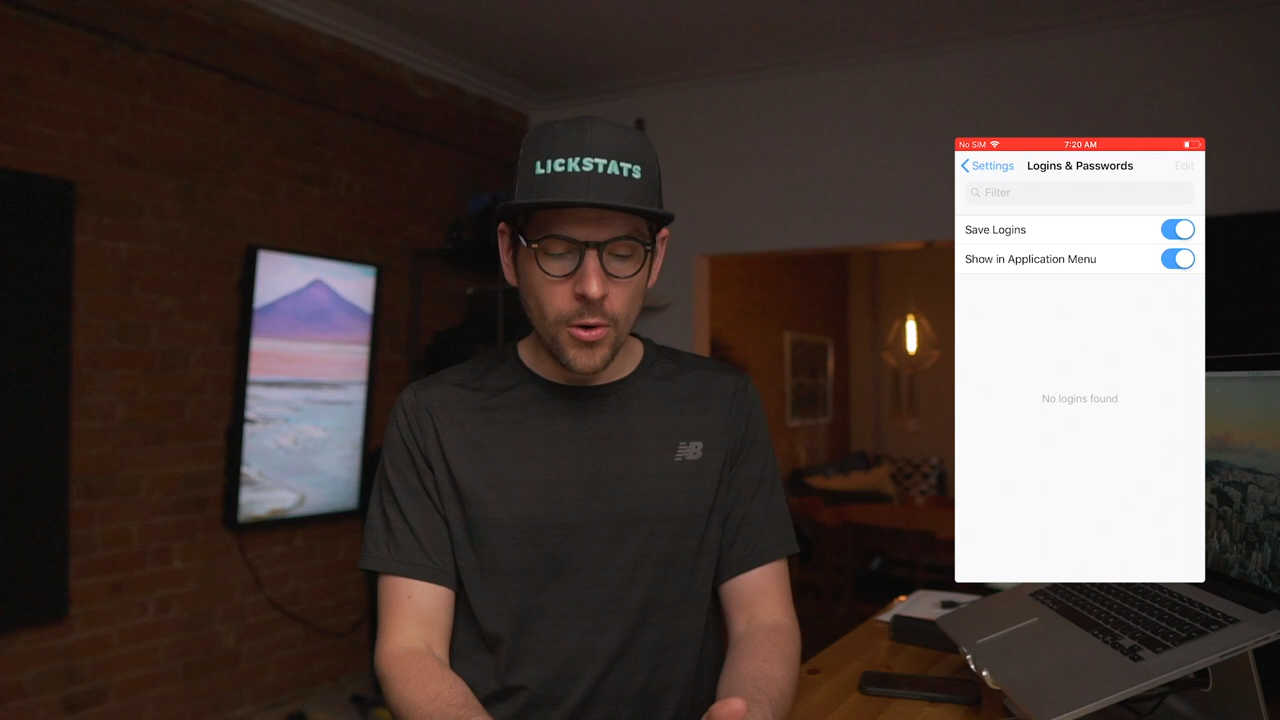 LICKSTATS
NB
No SIM 7:20 AM
Settings Logins & Passwords Edit
Filter
Save Logins
Show in Application Menu
No logins found